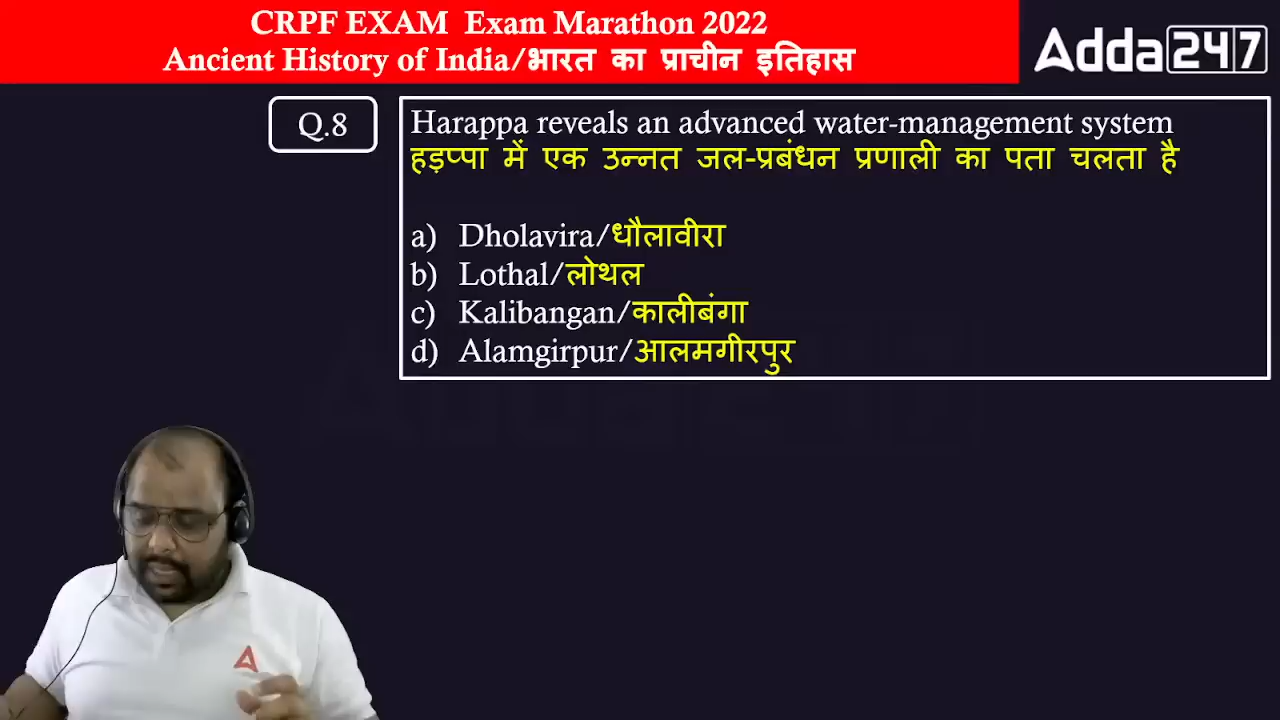 CRPF EXAM Exam Marathon 2022
Ancient History of India/भारत का प्राचीन इतिहास
Adda247
Q.8
Harappa reveals an advanced water-management system
हड़प्पा में एक उन्नत जल-प्रबंधन प्रणाली का पता चलता है
a) Dholavira/धौलावीरा
b) Lothal/लोथल
c) Kalibangan/कालीबंगा
d) Alamgirpur/आलमगीरपुर